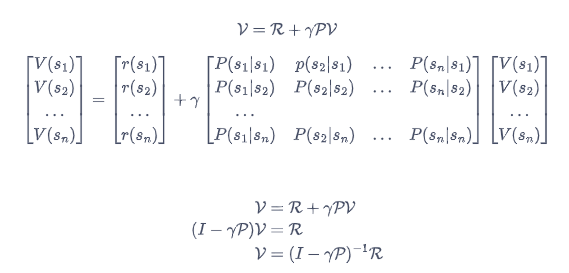 𝒱 = ℛ + γ𝒫𝒱
[V(s₁)] = [r(s₁)] + γ [P(s₁|s₁) p(s₂|s₁) … P(sₙ|s₁)] [V(s₁)]
[V(s₂)] [r(s₂)] [P(s₁|s₂) P(s₂|s₂) … P(sₙ|s₂)] [V(s₂)]
[…] […] […] […]
[V(sₙ)] [r(sₙ)] [P(s₁|sₙ) P(s₂|sₙ) … P(sₙ|sₙ)] [V(sₙ)]
𝒱 = ℛ + γ𝒫𝒱
(I − γ𝒫)𝒱 = ℛ
𝒱 = (I − γ𝒫)⁻¹ℛ